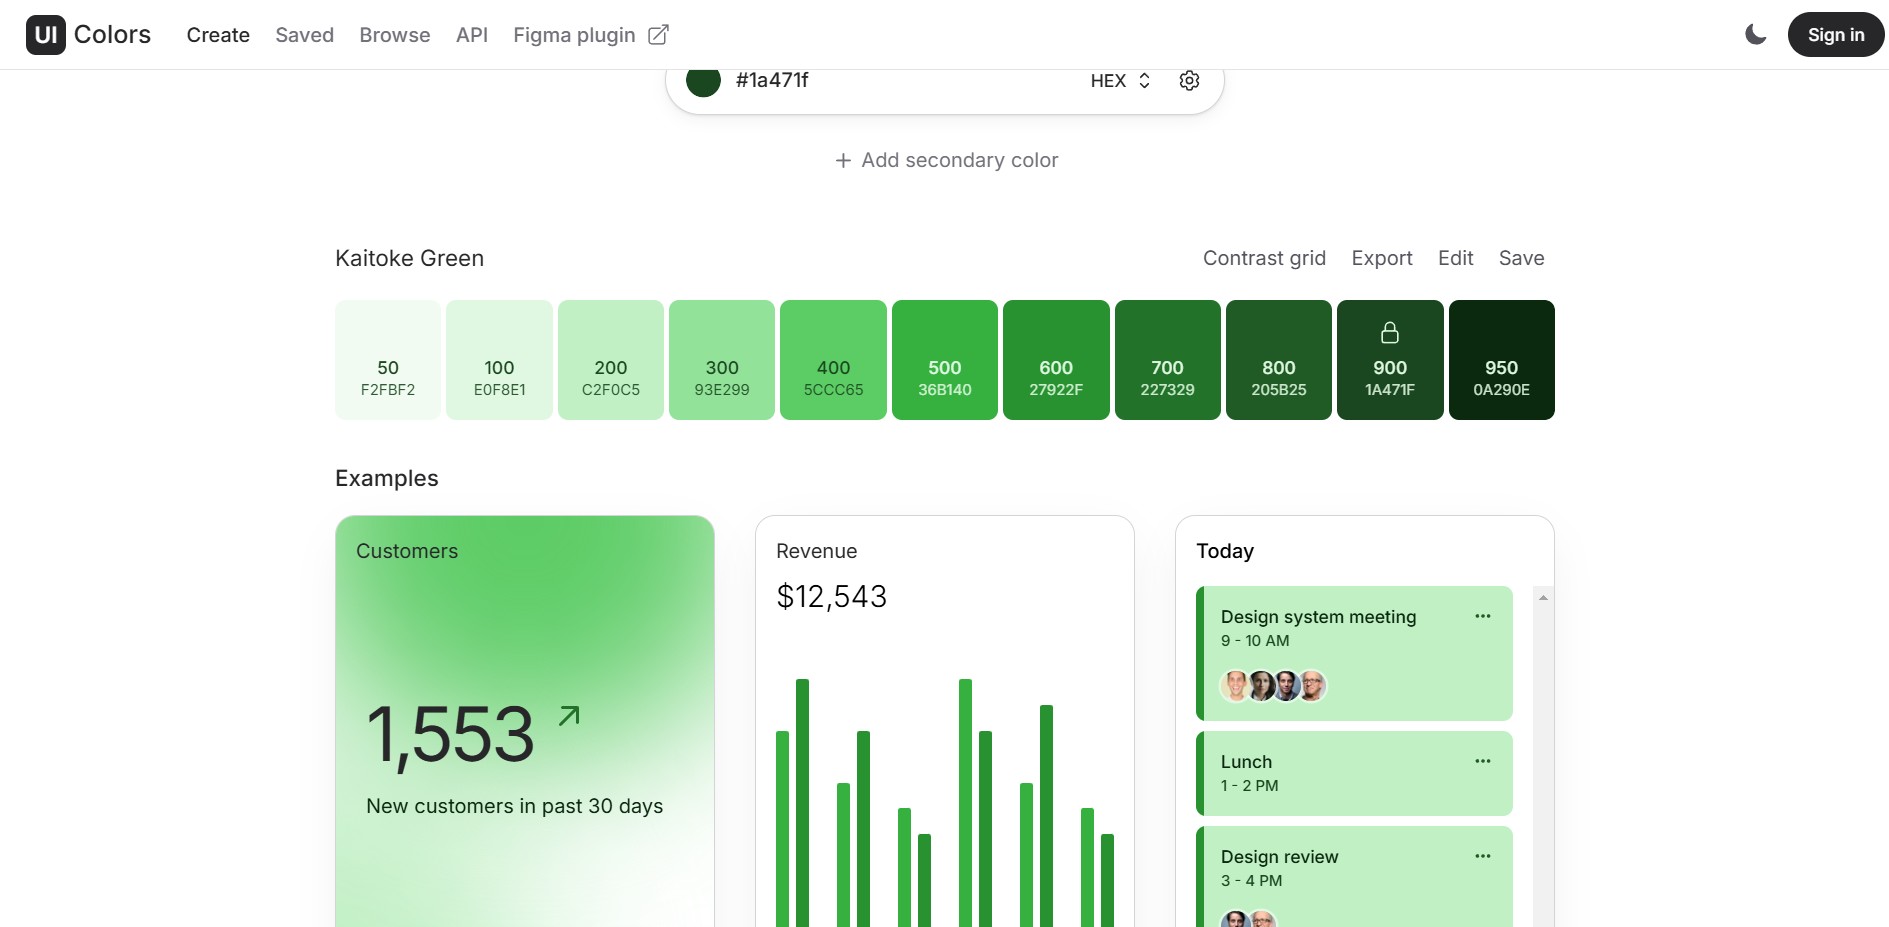 UI Colors Create Saved Browse API Figma plugin Sign in
#1a471f HEX
+ Add secondary color
Kaitoke Green Contrast grid Export Edit Save
50 100 200 300 400 500 600 700 800 900 950
F2FBF2 E0F8E1 C2F0C5 93E299 5CCC65 36B140 27922F 227329 205B25 1A471F 0A290E
Examples
Customers
1,553
New customers in past 30 days
Revenue
$12,543
Today
Design system meeting
9 - 10 AM
Lunch
1 - 2 PM
Design review
3 - 4 PM